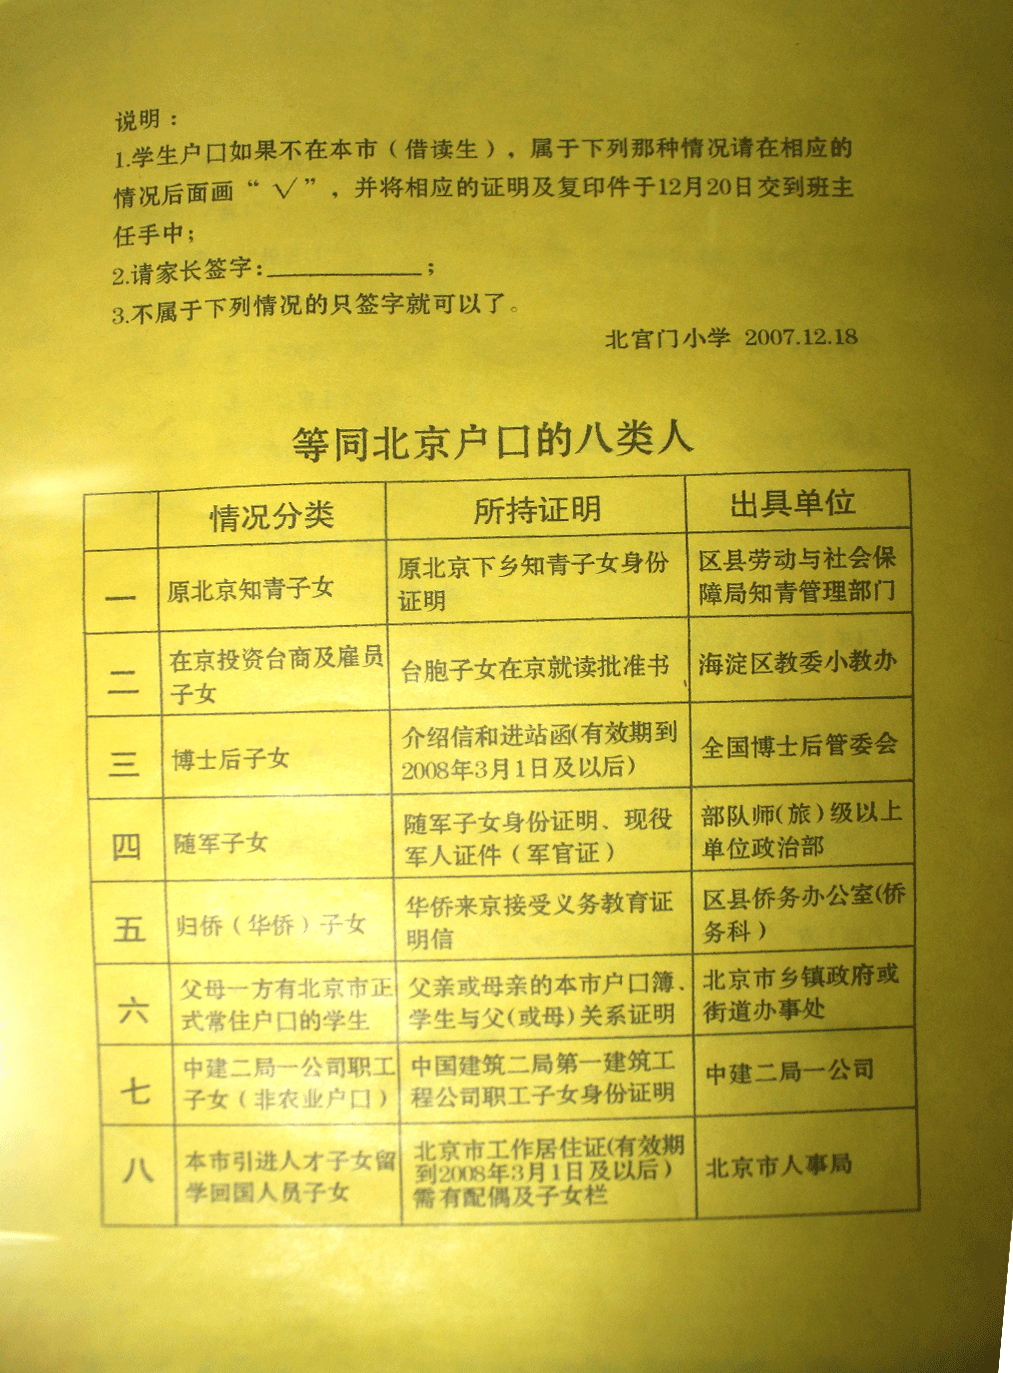 说明：
1.学生户口如果不在本市（借读生），属于下列那种情况请在相应的
情况后面画“√”，并将相应的证明及复印件于12月20日交到班主
任手中；
2.请家长签字:____________；
3.不属于下列情况的只签字就可以了。
北宫门小学 2007.12.18
等同北京户口的八类人
情况分类
所持证明
出具单位
一
原北京知青子女
原北京下乡知青子女身份
证明
区县劳动与社会保
障局知青管理部门
二
在京投资台商及雇员
子女
台胞子女在京就读批准书
海淀区教委小教办
三
博士后子女
介绍信和进站函(有效期到
2008年3月1日及以后)
全国博士后管委会
四
随军子女
随军子女身份证明、现役
军人证件（军官证）
部队师(旅)级以上
单位政治部
五
归侨（华侨）子女
华侨来京接受义务教育证
明信
区县侨务办公室(侨
务科)
六
父母一方有北京市正
式常住户口的学生
父亲或母亲的本市户口簿、
学生与父(或母)关系证明
北京市乡镇政府或
街道办事处
七
中建二局一公司职工
子女（非农业户口）
中国建筑二局第一建筑工
程公司职工子女身份证明
中建二局一公司
八
本市引进人才子女留
学回国人员子女
北京市工作居住证(有效期
到2008年3月1日及以后)
需有配偶及子女栏
北京市人事局